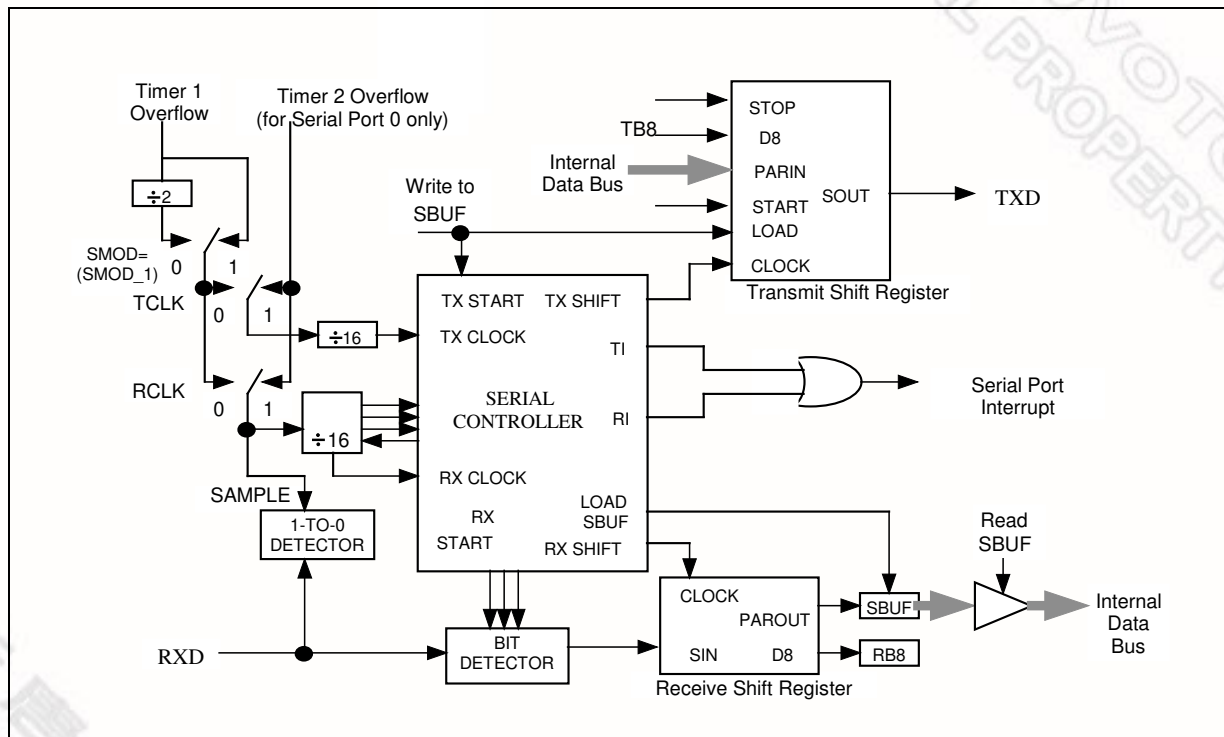 Timer 1
Overflow
Timer 2 Overflow
(for Serial Port 0 only)
÷2
SMOD=
(SMOD_1)
0
1
TCLK
0
1
÷16
RCLK
0
1
÷16
SAMPLE
1-TO-0
DETECTOR
RXD
Write to
SBUF
TX START
TX SHIFT
TX CLOCK
TI
SERIAL
CONTROLLER
RI
RX CLOCK
LOAD
SBUF
RX
START
RX SHIFT
BIT
DETECTOR
TB8
Internal
Data Bus
STOP
D8
PARIN
SOUT
START
LOAD
CLOCK
Transmit Shift Register
TXD
Serial Port
Interrupt
CLOCK
PAROUT
SIN
D8
Receive Shift Register
SBUF
RB8
Read
SBUF
Internal
Data
Bus